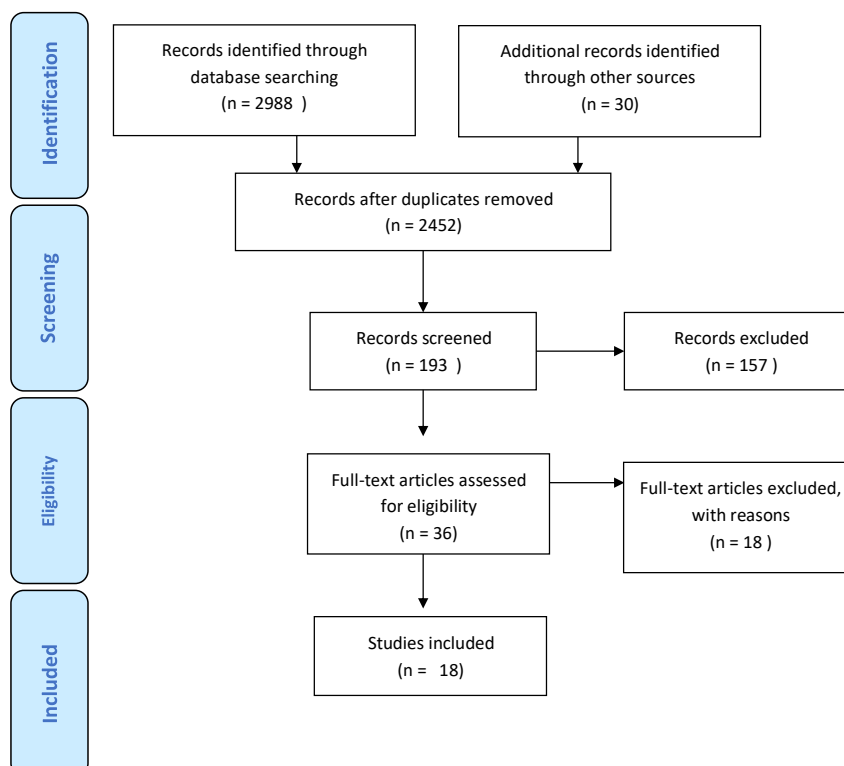 Identification
Records identified through
database searching
(n = 2988  )
Additional records identified
through other sources
(n = 30)
Records after duplicates removed
(n = 2452)
Screening
Records screened
(n = 193  )
Records excluded
(n = 157 )
Eligibility
Full-text articles assessed
for eligibility
(n = 36)
Full-text articles excluded,
with reasons
(n = 18 )
Included
Studies included
(n =   18)